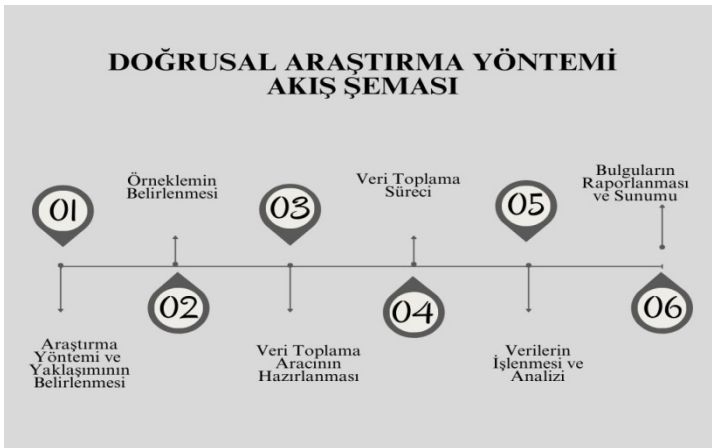 DOĞRUSAL ARAŞTIRMA YÖNTEMİ
AKIŞ ŞEMASI
01
Araştırma
Yöntemi ve
Yaklaşımının
Belirlenmesi
Örneklemin
Belirlenmesi
02
03
Veri Toplama
Aracının
Hazırlanması
Veri Toplama
Süreci
04
05
Verilerin
İşlenmesi ve
Analizi
Bulguların
Raporlanması
ve Sunumu
06